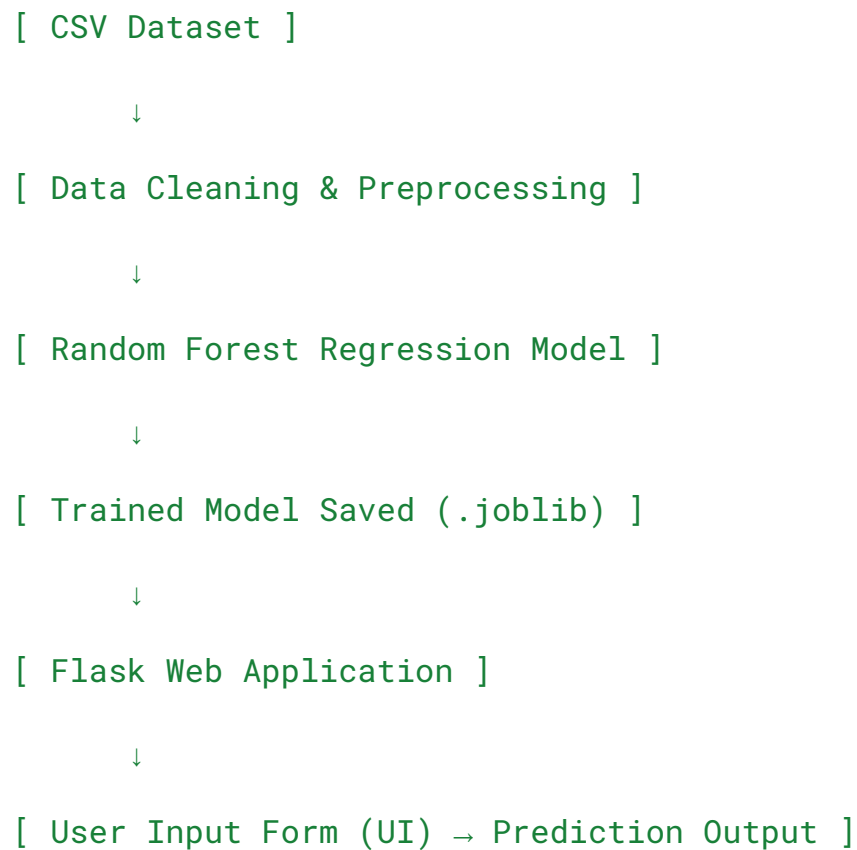 [ CSV Dataset ]
↓
[ Data Cleaning & Preprocessing ]
↓
[ Random Forest Regression Model ]
↓
[ Trained Model Saved (.joblib) ]
↓
[ Flask Web Application ]
↓
[ User Input Form (UI) → Prediction Output ]